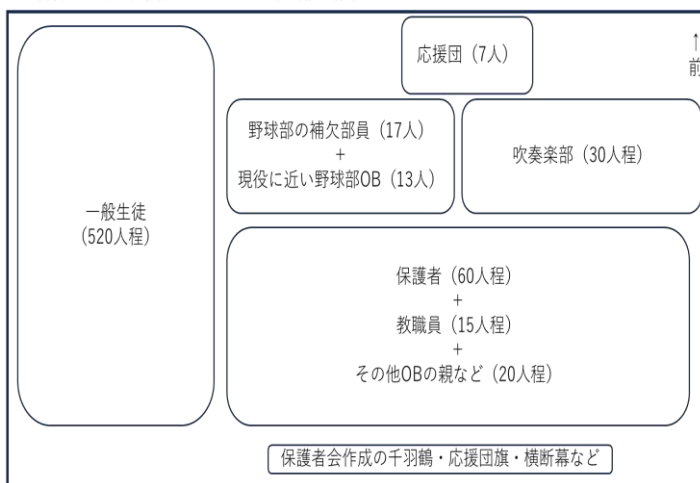 応援団（7人）
↑
前
野球部の補欠部員（17人）
+
現役に近い野球部OB（13人）
吹奏楽部（30人程）
一般生徒
(520人程）
保護者（60人程）
+
教職員（15人程）
+
その他OBの親など（20人程）
保護者会作成の千羽鶴・応援団旗・横断幕など